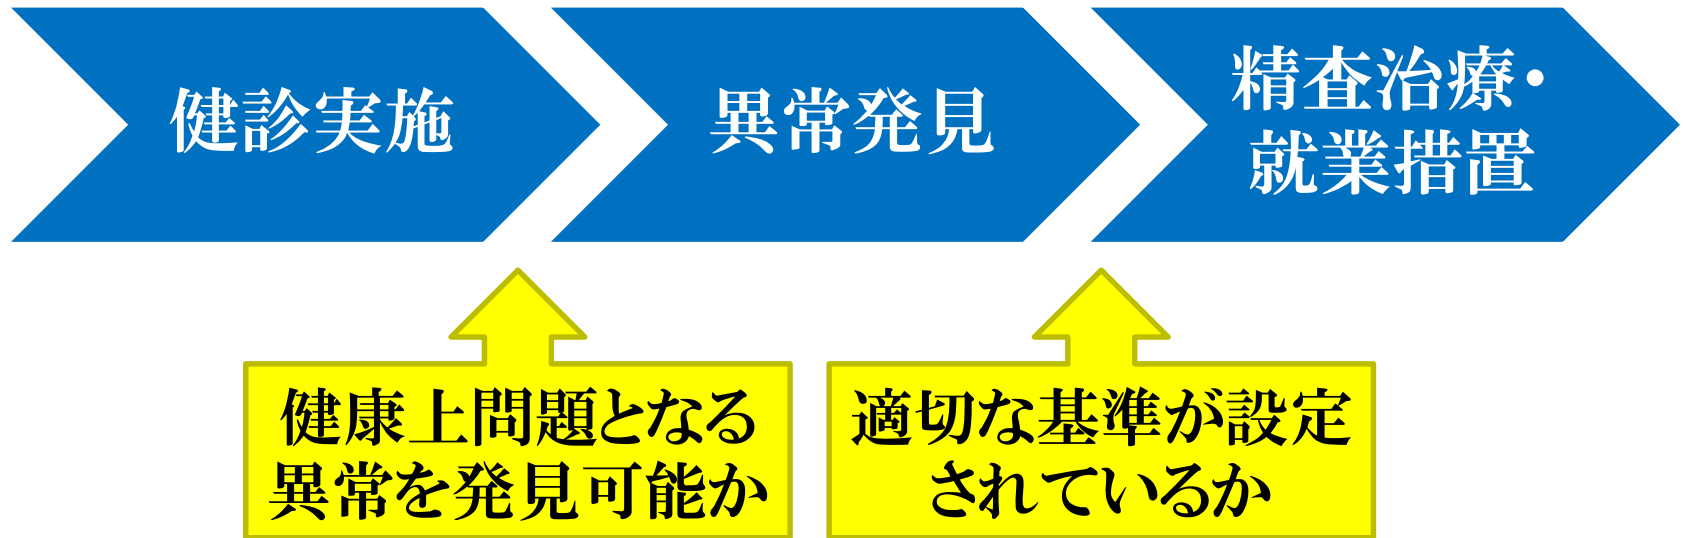 健診実施
異常発見
精査治療・
就業措置
健康上問題となる
異常を発見可能か
適切な基準が設定
されているか